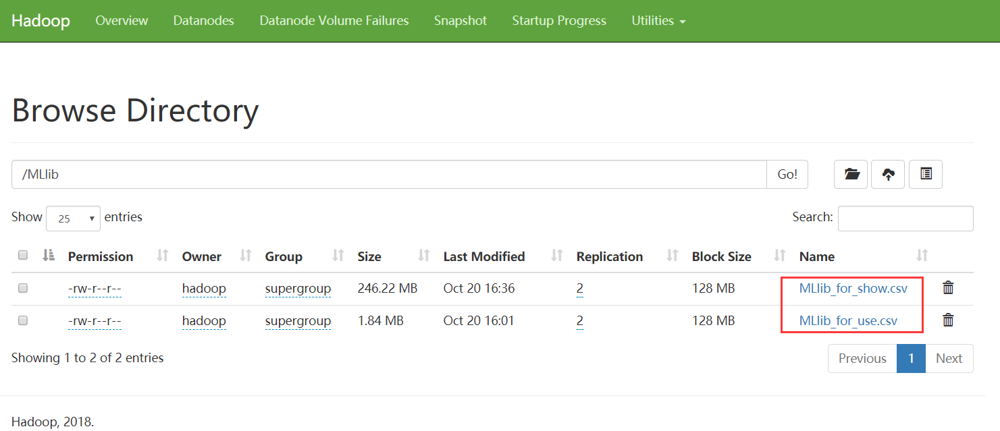 Hadoop Overview Datanodes Datanode Volume Failures Snapshot Startup Progress Utilities
Browse Directory
/MLlib Go!
Show 25 entries Search:
Permission Owner Group Size Last Modified Replication Block Size Name
-rw-r--r-- hadoop supergroup 246.22 MB Oct 20 16:36 2 128 MB MLlib_for_show.csv
-rw-r--r-- hadoop supergroup 1.84 MB Oct 20 16:01 2 128 MB MLlib_for_use.csv
Showing 1 to 2 of 2 entries Previous 1 Next
Hadoop, 2018.